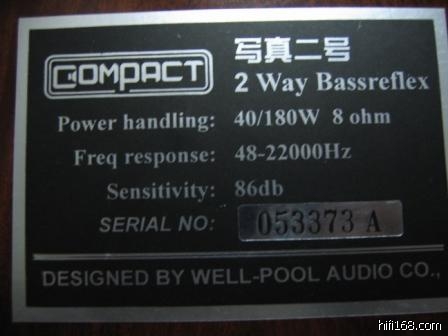 COMPACT 写真二号
2 Way Bassreflex
Power handling: 40/180W 8 ohm
Freq response: 48-22000Hz
Sensitivity: 86db
SERIAL NO: 053373 A
DESIGNED BY WELL-POOL AUDIO CO.,
hifi168.com